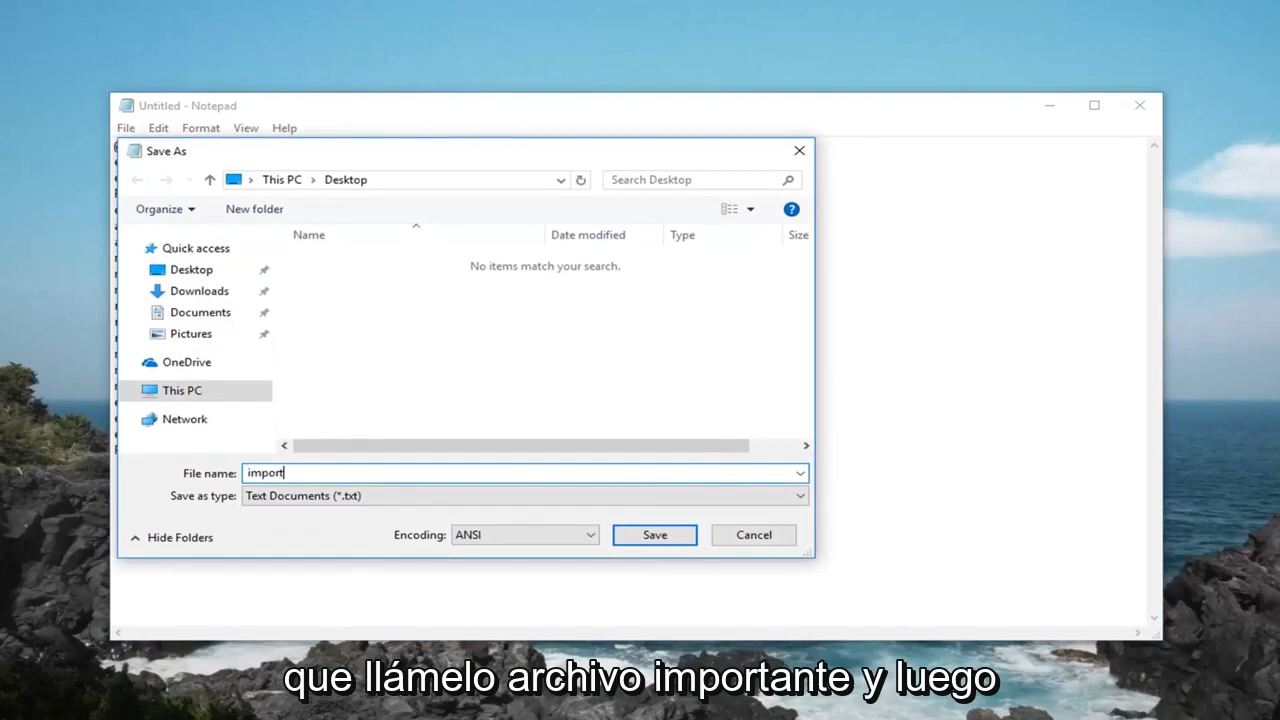 Untitled - Notepad
File Edit Format View Help
Save As
This PC > Desktop
Search Desktop
Organize
New folder
Name
Date modified
Type
Size
No items match your search.
Quick access
Desktop
Downloads
Documents
Pictures
OneDrive
This PC
Network
File name: import
Save as type: Text Documents (*.txt)
Hide Folders
Encoding: ANSI
Save
Cancel
que llámelo archivo importante y luego